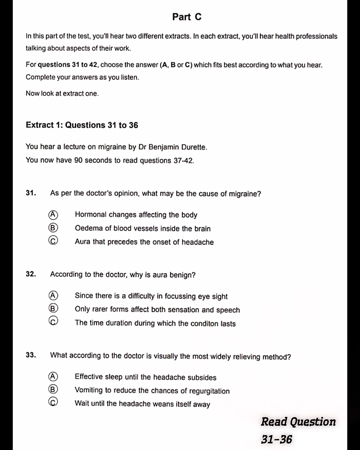 Part C
In this part of the test, you'll hear two different extracts. In each extract, you'll hear health professionals
talking about aspects of their work.
For questions 31 to 42, choose the answer (A, B or C) which fits best according to what you hear.
Complete your answers as you listen.
Now look at extract one.
Extract 1: Questions 31 to 36
You hear a lecture on migraine by Dr Benjamin Durette.
You now have 90 seconds to read questions 37-42.
31. As per the doctor's opinion, what may be the cause of migraine?
A Hormonal changes affecting the body
B Oedema of blood vessels inside the brain
C Aura that precedes the onset of headache
32. According to the doctor, why is aura benign?
A Since there is a difficulty in focussing eye sight
B Only rarer forms affect both sensation and speech
C The time duration during which the conditon lasts
33. What according to the doctor is visually the most widely relieving method?
A Effective sleep until the headache subsides
B Vomiting to reduce the chances of regurgitation
C Wait until the headache weans itself away
Read Question
31-36